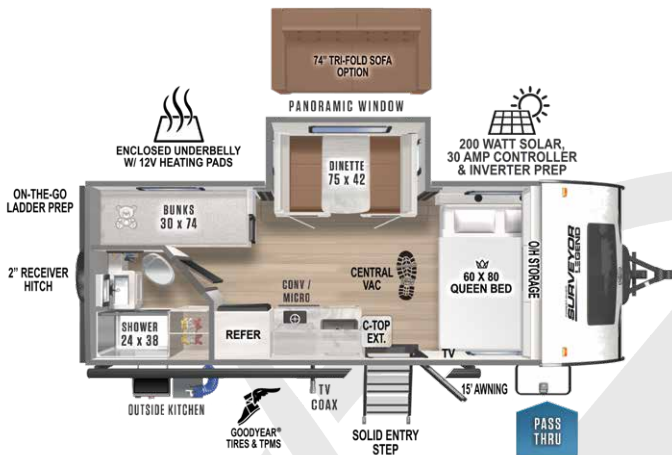 74" TRI-FOLD SOFA
OPTION
PANORAMIC WINDOW
ENCLOSED UNDERBELLY
W/ 12V HEATING PADS
200 WATT SOLAR,
30 AMP CONTROLLER
& INVERTER PREP
DINETTE
75 x 42
ON-THE-GO
LADDER PREP
BUNKS
30 x 74
2" RECEIVER
HITCH
CENTRAL
VAC
60 X 80
QUEEN BED
O/H STORAGE
SURVEYOR
LEGEND
CONV /
MICRO
SHOWER
24 x 38
REFER
C-TOP
EXT.
TV
OUTSIDE KITCHEN
GOODYEAR®
TIRES & TPMS
TV
COAX
SOLID ENTRY
STEP
15' AWNING
PASS
THRU